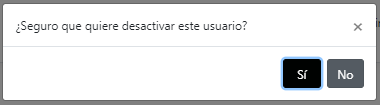 ¿Seguro que quiere desactivar este usuario? ×
Sí No